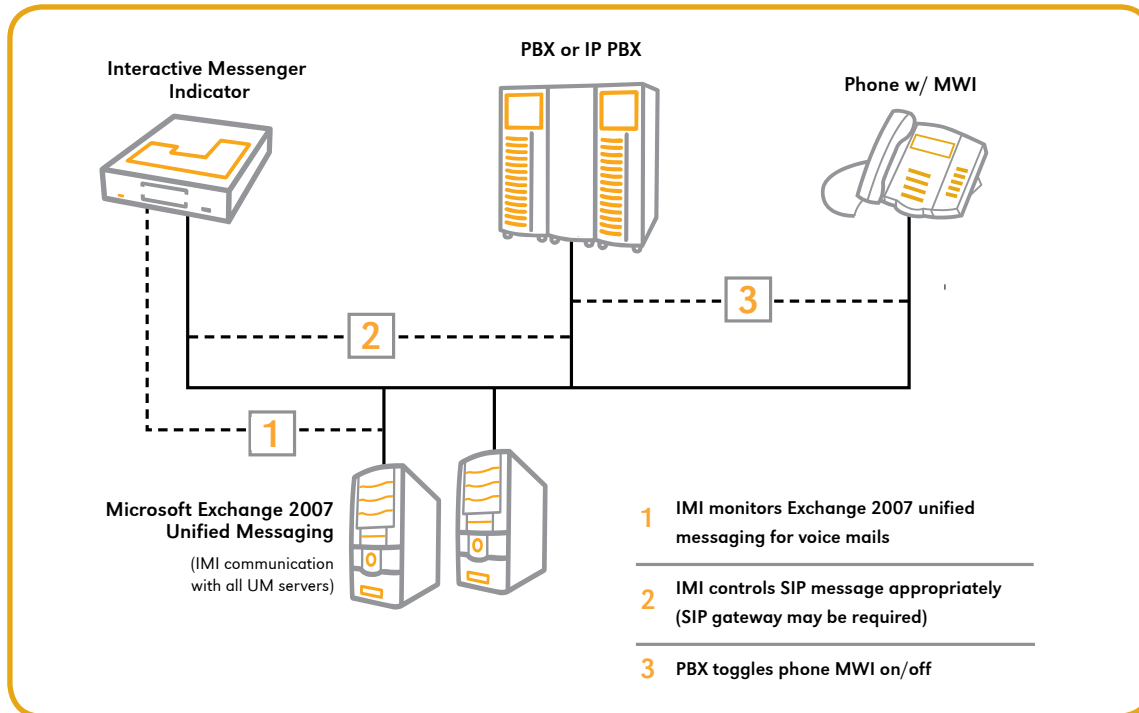 Interactive Messenger
Indicator
PBX or IP PBX
Phone w/ MWI
3
2
1
Microsoft Exchange 2007
Unified Messaging
(IMI communication
with all UM servers)
1 IMI monitors Exchange 2007 unified
messaging for voice mails
2 IMI controls SIP message appropriately
(SIP gateway may be required)
3 PBX toggles phone MWI on/off